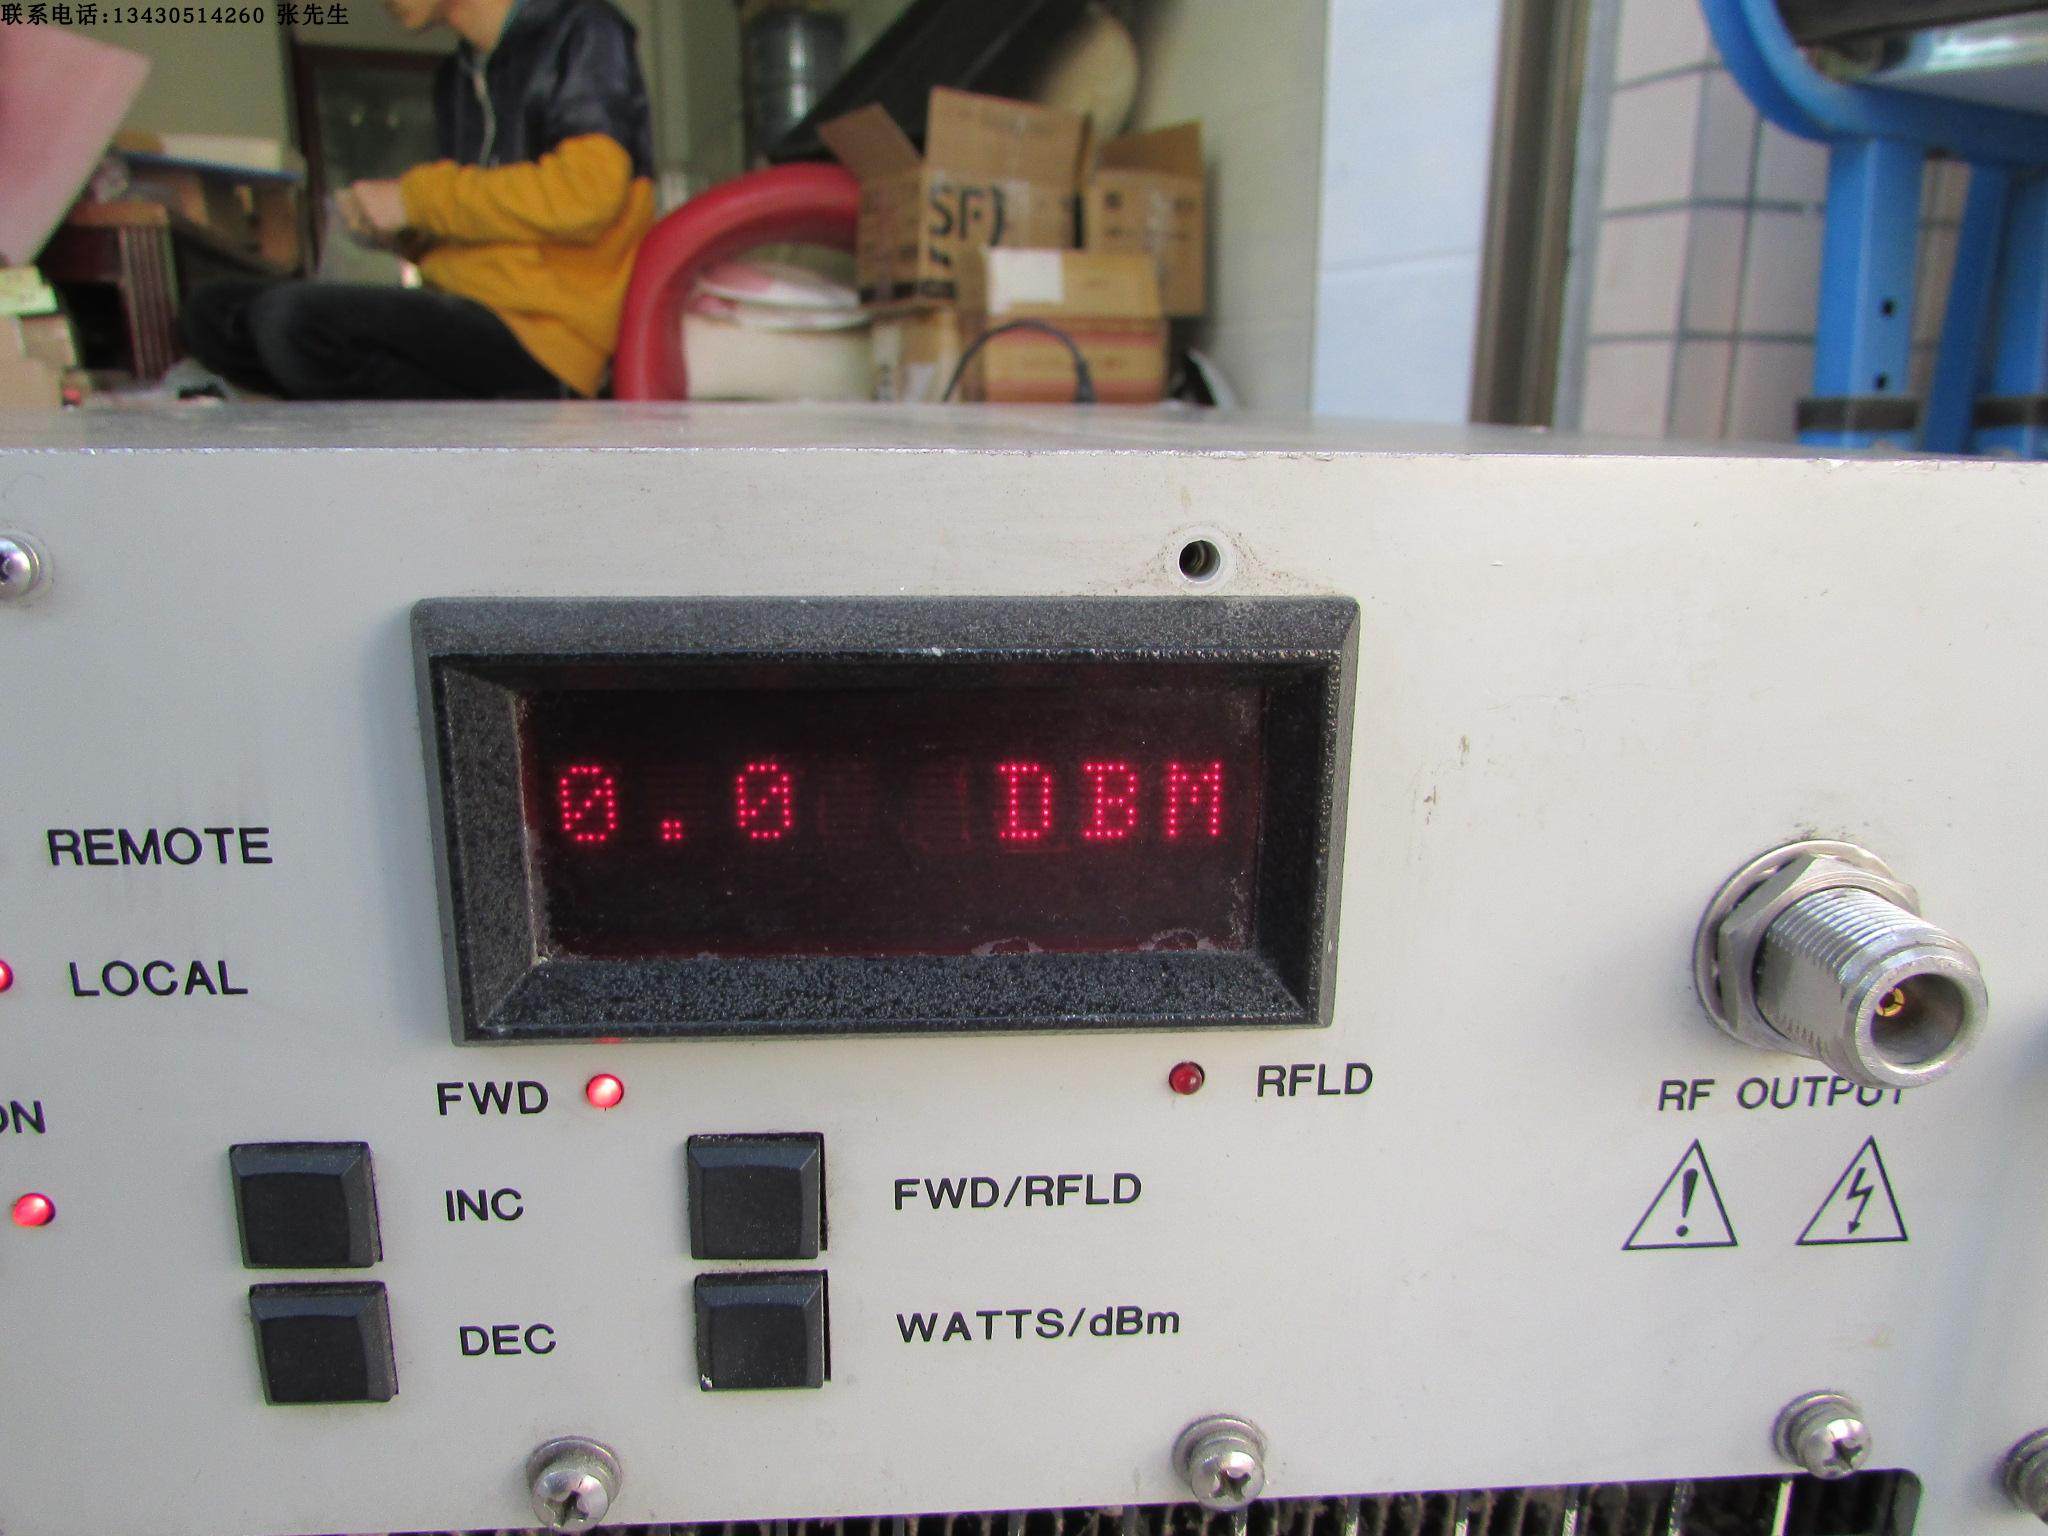 联系电话:13430514260 张先生
SF
0.0 DBM
REMOTE
LOCAL
FWD
RFLD
RF OUTPUT
INC
FWD/RFLD
DEC
WATTS/dBm